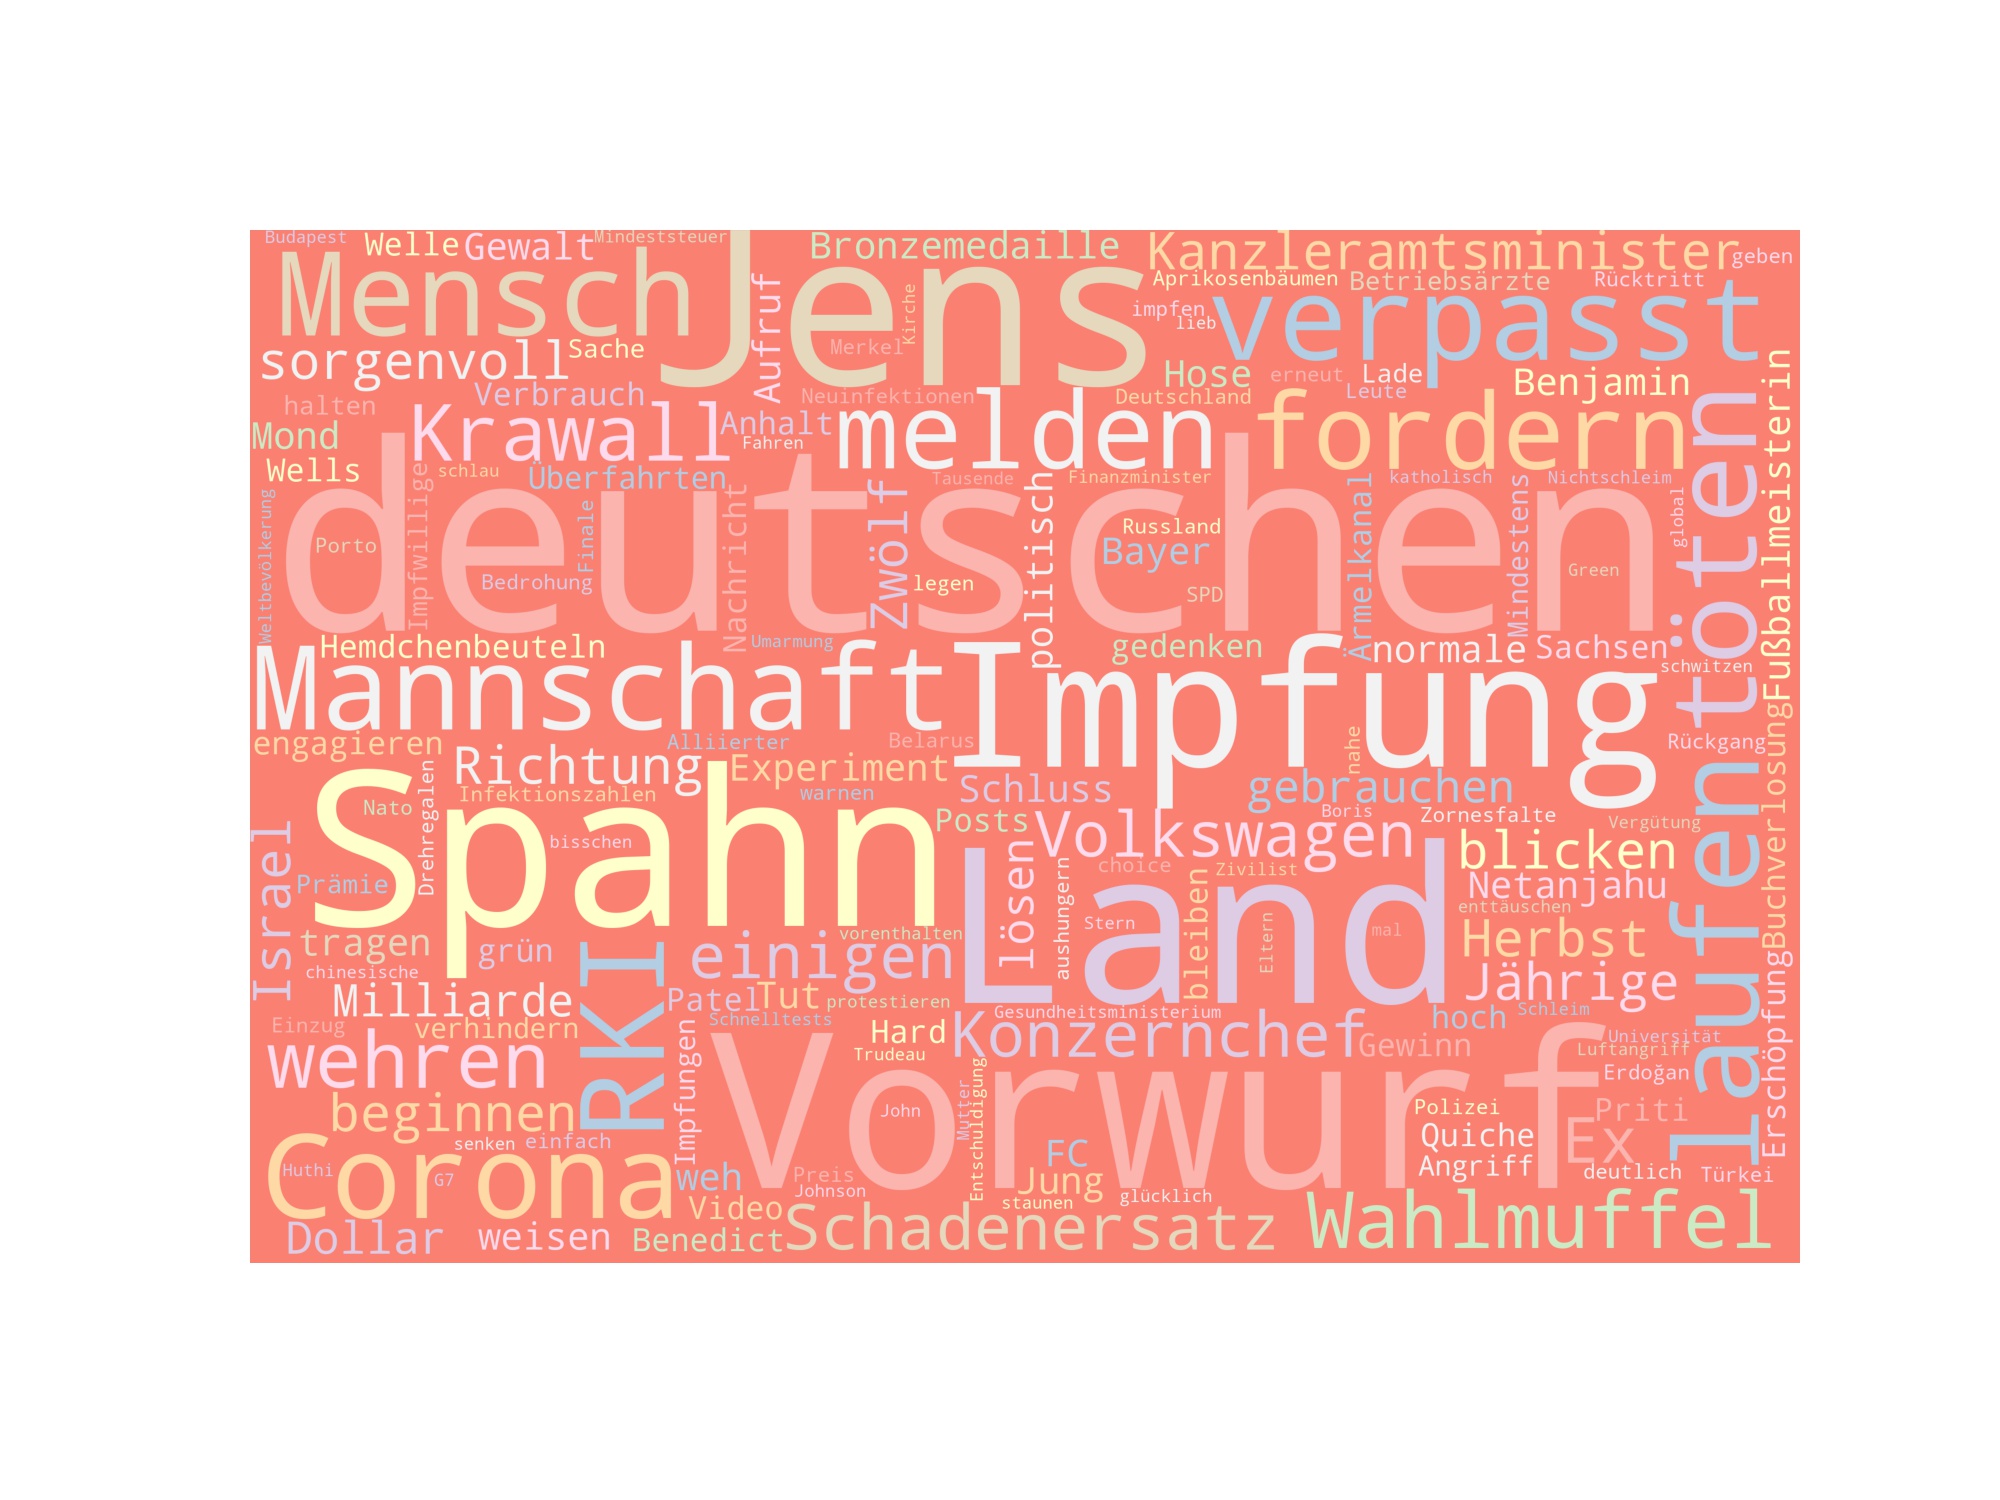 Budapest
Welle
Gewalt
Mindeststeuer
Jens
Bronzemedaille
Kanzleramtsminister
geben
Mensch
Aprikosenbäumen
Betriebsärzte
Rücktritt
Aufruf
Kirche
impfen
lieb
verpasst
sorgenvoll
Sache
Merkel
Hose
erneut
Lade
Benjamin
Fußballmeisterin
halten
Verbrauch
Neuinfektionen
Deutschland
Leute
töten
Mond
Krawall
Anhalt
Fahren
melden
fordern
Wells
schlau
Überfahrten
deutschen
Impfwillige
Finale
Nachricht
Zwölf
Tausende
politisch
Finanzminister
Ärmelkanal
katholisch
Nichtschleim
Mindestens
global
Weltbevölkerung
Porto
Bedrohung
legen
Russland
Bayer
SPD
Green
Hemdchenbeuteln
Umarmung
gedenken
normale
Sachsen
schwitzen
Mannschaft
Impfung
engagieren
Alliierter
Belarus
nahe
Rückgang
Buchverlosung
Richtung
Experiment
Schluss
gebrauchen
laufen
Drehregalen
Infektionszahlen
warnen
Spahn
Nato
Posts
Volkswagen
Boris
Zornesfalte
Vergütung
Israel
bisschen
lösen
aushungern
choice
bleiben
Zivilist
blicken
Prämie
Land
Netanjahu
Stern
Eltern
mal
enttäuschen
tragen
grün
RKI
einigen
vorenthalten
Herbst
chinesische
Jährige
Erschöpfung
Milliarde
Patel
Tut
protestieren
Gesundheitsministerium
hoch
Schleim
Einzug
verhindern
Schnelltests
Hard
Konzernchef
Gewinn
Universität
Luftangriff
wehren
Impfungen
Trudeau
Vorwurf
Erdoğan
beginnen
John
Mutter
Entschuldigung
Polizei
Priti
Corona
senken
einfach
FC
Quiche
Ex
Huthi
G7
weh
Preis
Johnson
Jung
Angriff
deutlich
Türkei
Video
staunen
glücklich
Dollar
weisen
Benedict
Schadenersatz
Wahlmuffel